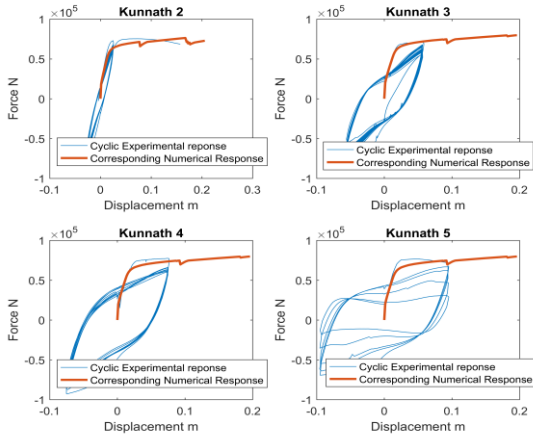 Kunnath 2
×10^5
1
0.5
0
-0.5
-1
Force N
-0.1
0
0.1
0.2
0.3
Displacement m
Cyclic Experimental reponse
Corresponding Numerical Response
Kunnath 3
×10^5
1
0.5
0
-0.5
-1
Force N
-0.1
0
0.1
0.2
Displacement m
Cyclic Experimental reponse
Corresponding Numerical Response
Kunnath 4
×10^5
1
0.5
0
-0.5
-1
Force N
-0.1
0
0.1
0.2
Displacement m
Cyclic Experimental reponse
Corresponding Numerical Response
Kunnath 5
×10^5
1
0.5
0
-0.5
-1
Force N
-0.1
0
0.1
0.2
Displacement m
Cyclic Experimental reponse
Corresponding Numerical Response